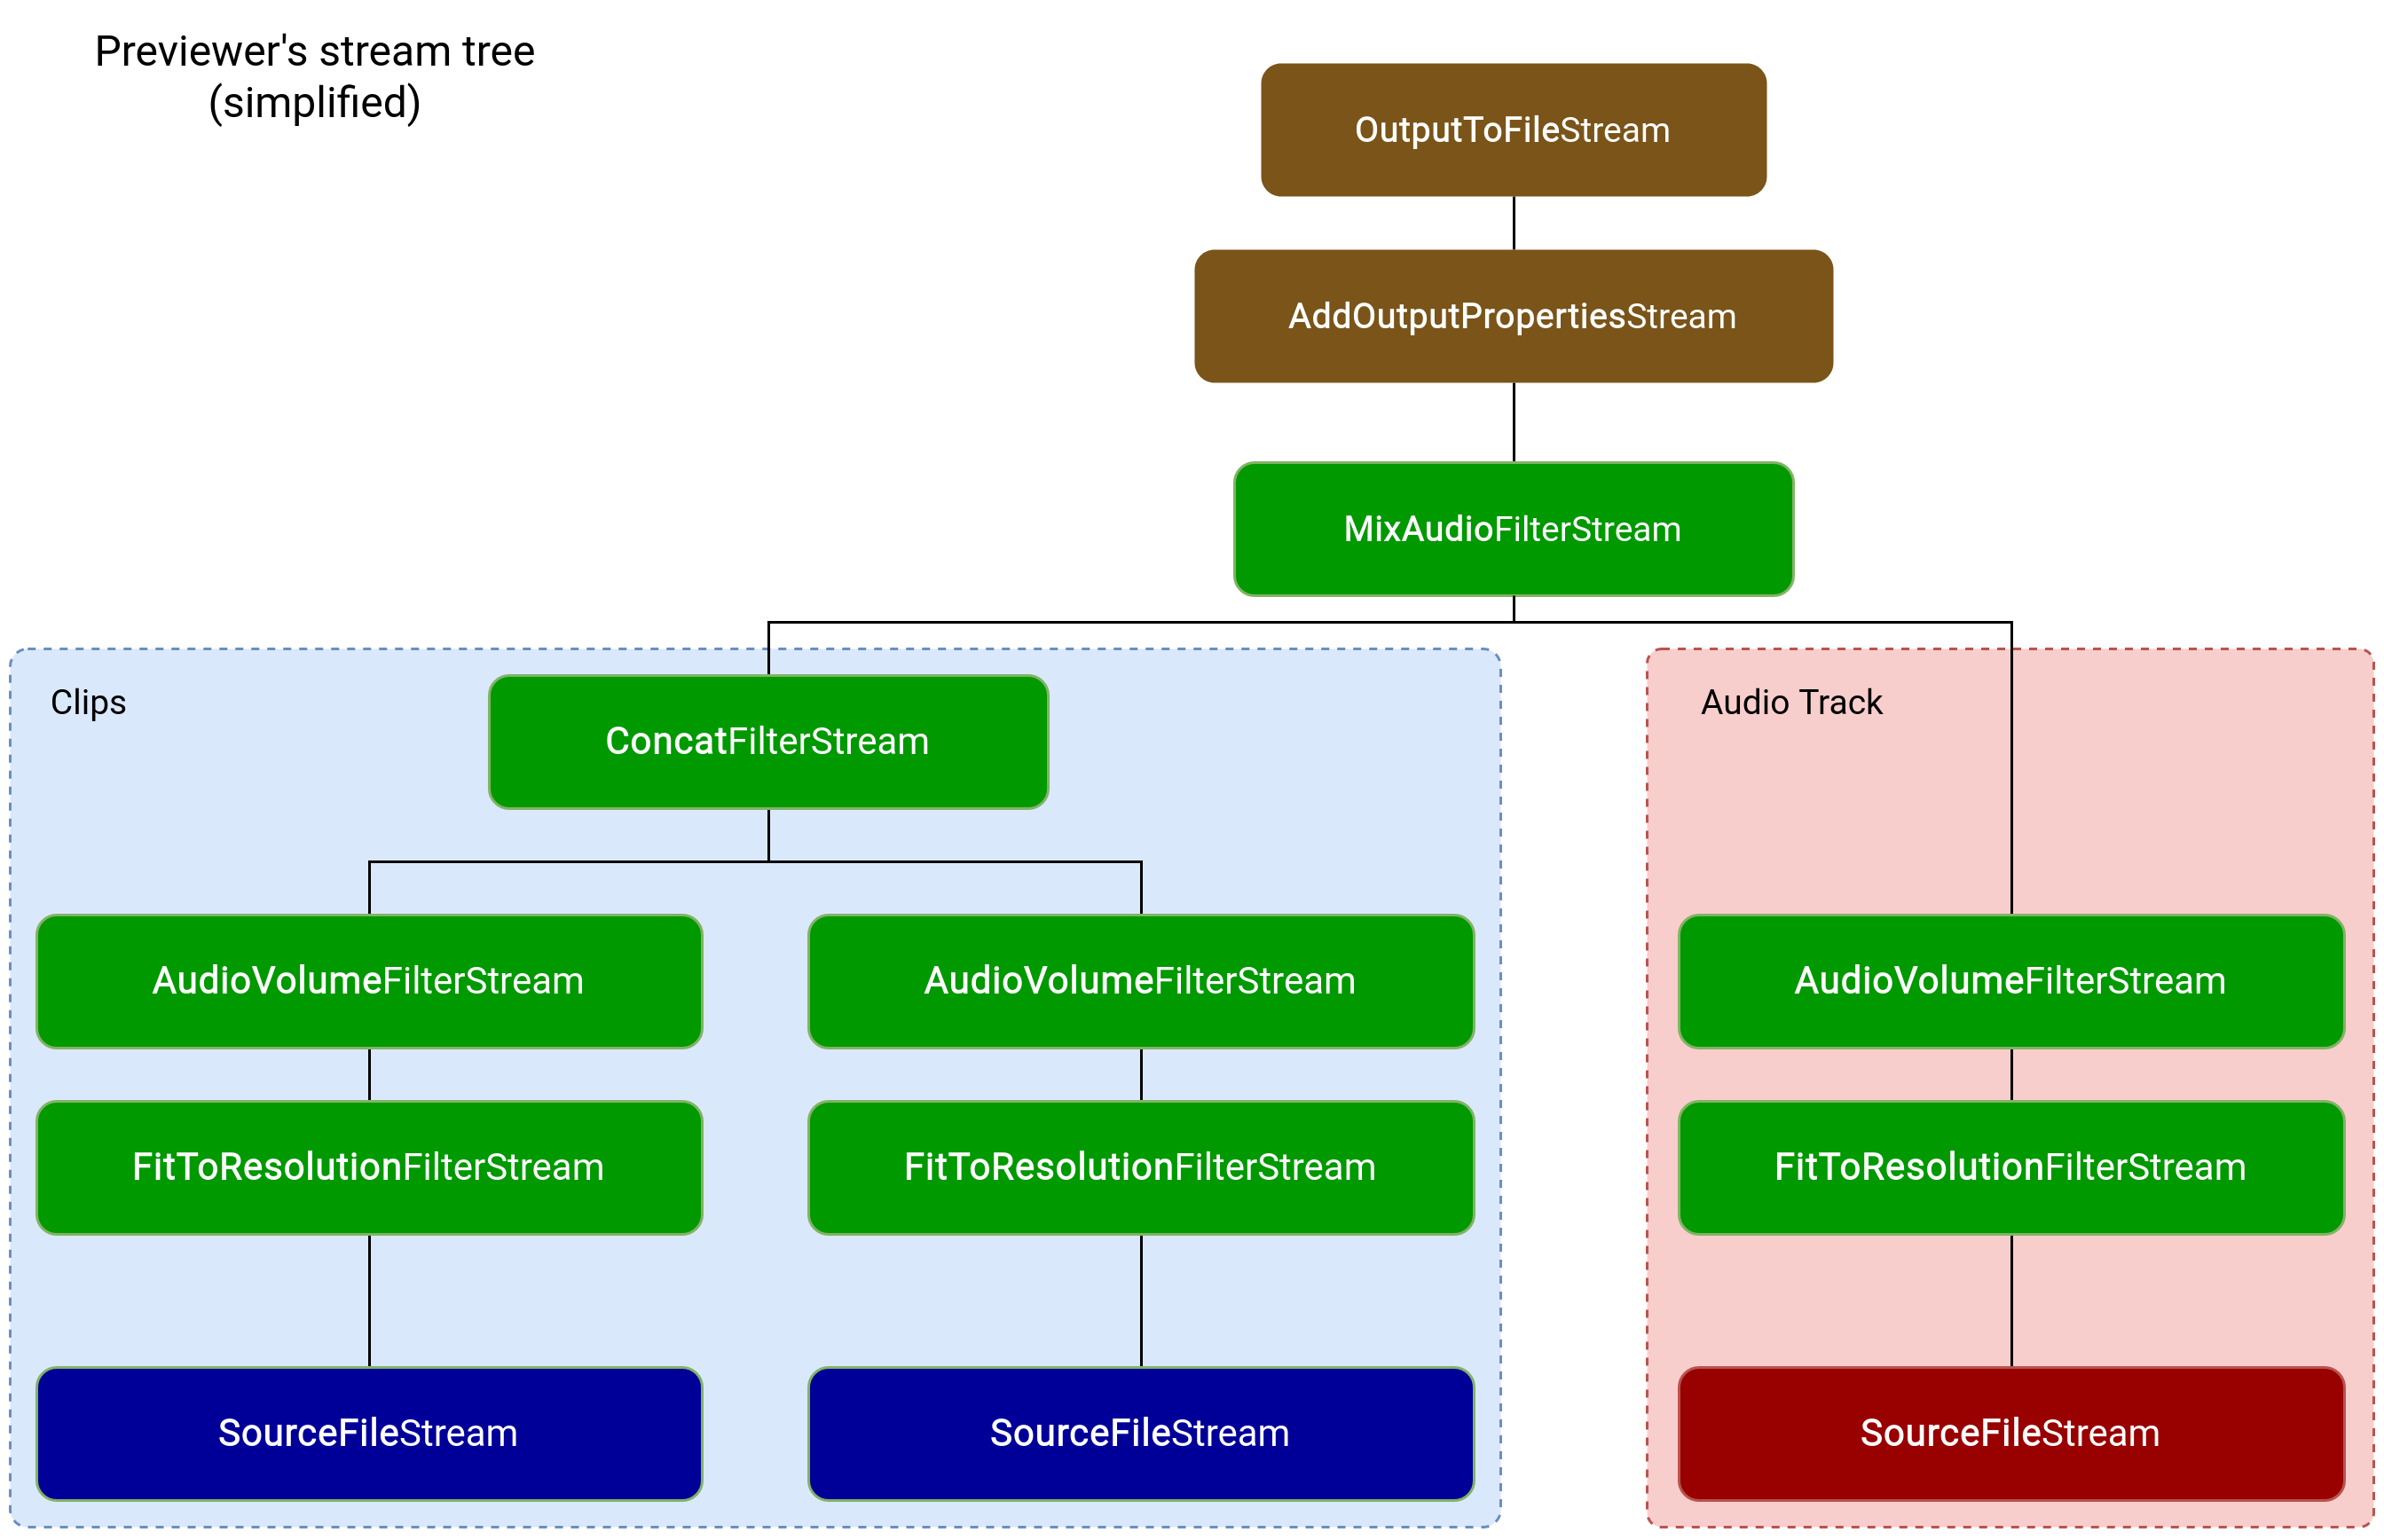 Previewer's stream tree
(simplified)
OutputToFileStream
AddOutputPropertiesStream
MixAudioFilterStream
Clips
ConcatFilterStream
Audio Track
AudioVolumeFilterStream
AudioVolumeFilterStream
AudioVolumeFilterStream
FitToResolutionFilterStream
FitToResolutionFilterStream
FitToResolutionFilterStream
SourceFileStream
SourceFileStream
SourceFileStream